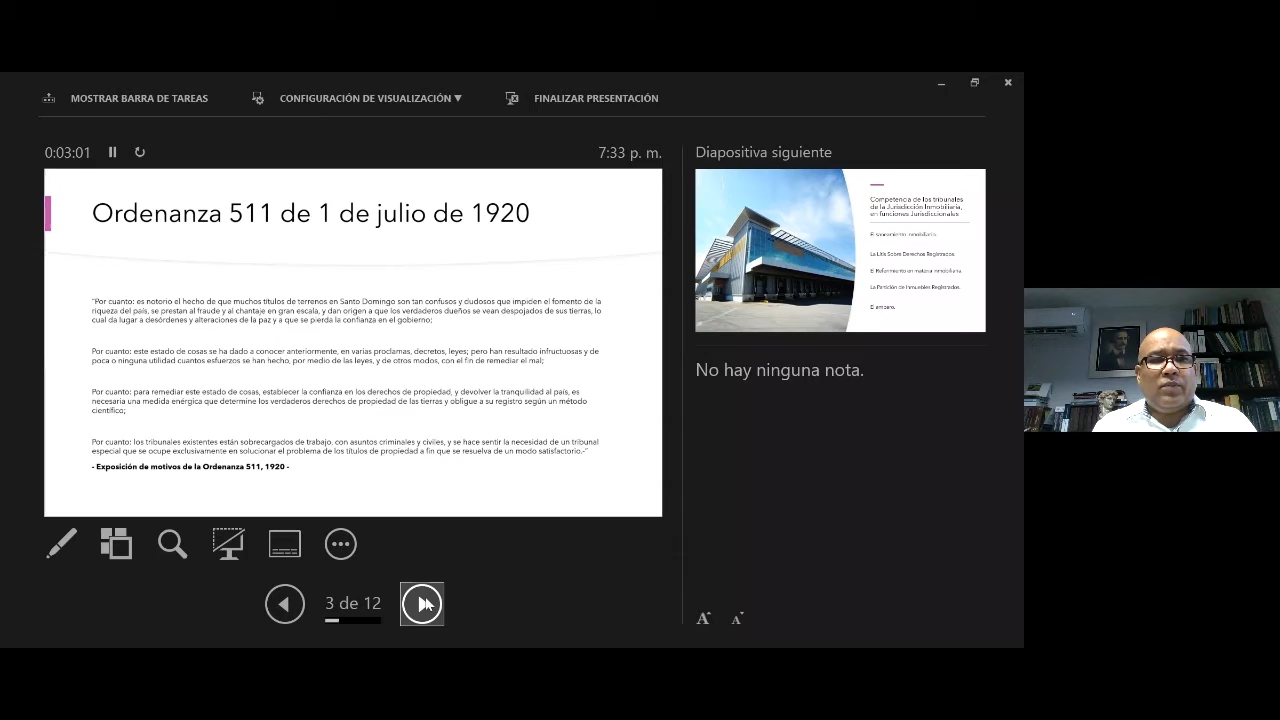 MOSTRAR BARRA DE TAREAS
CONFIGURACIÓN DE VISUALIZACIÓN ▼
FINALIZAR PRESENTACIÓN
0:03:01
7:33 p. m.
Ordenanza 511 de 1 de julio de 1920
"Por cuanto: es notorio el hecho de que muchos títulos de terrenos en Santo Domingo son tan confusos y dudosos que impiden el fomento de la
riqueza del país, se prestan al fraude y al chantaje en gran escala, y dan origen a que los verdaderos dueños se vean despojados de sus tierras, lo
cual da lugar a desórdenes y alteraciones de la paz y a que se pierda la confianza en el gobierno;
Por cuanto: este estado de cosas se ha dado a conocer anteriormente, en varias proclamas, decretos, leyes; pero han resultado infructuosas y de
poca o ninguna utilidad cuantos esfuerzos se han hecho, por medio de las leyes, y de otros modos, con el fin de remediar el mal;
Por cuanto: para remediar este estado de cosas, establecer la confianza en los derechos de propiedad, y devolver la tranquilidad al país, es
necesaria una medida enérgica que determine los verdaderos derechos de propiedad de las tierras y obligue a su registro según un método
científico;
Por cuanto: los tribunales existentes están sobrecargados de trabajo, con asuntos criminales y civiles, y se hace sentir la necesidad de un tribunal
especial que se ocupe exclusivamente en solucionar el problema de los títulos de propiedad a fin que se resuelva de un modo satisfactorio.-"
- Exposición de motivos de la Ordenanza 511, 1920 -
3 de 12
Diapositiva siguiente
Competencia de los tribunales
de la Jurisdicción Inmobiliaria,
en funciones Jurisdiccionales
El saneamiento inmobiliario.
La Litis Sobre Derechos Registrados.
El Referimiento en materia inmobiliaria.
La Partición de Inmuebles Registrados.
El amparo.
No hay ninguna nota.
A A